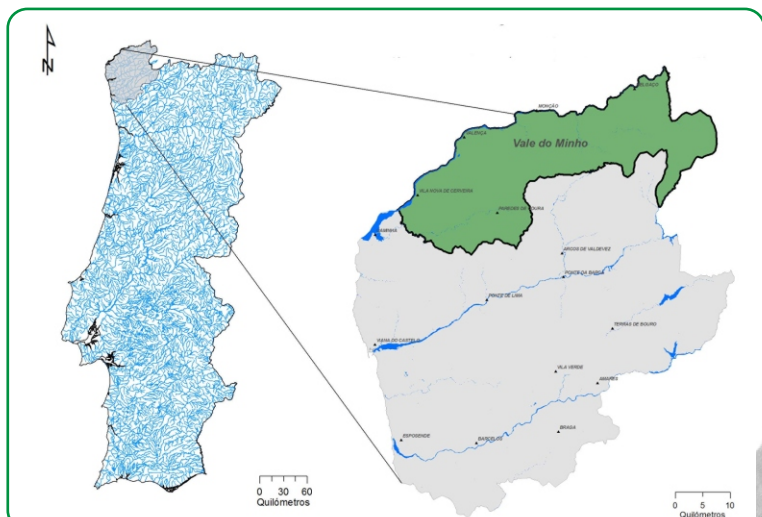 N
MELGAÇO
MONÇÃO
VALENÇA
Vale do Minho
VILA NOVA DE CERVEIRA
PAREDES DE COURA
CAMINHA
ARCOS DE VALDEVEZ
PONTE DA BARCA
PONTE DE LIMA
TERRAS DE BOURO
VIANA DO CASTELO
VILA VERDE
AMARES
ESPOSENDE
BARCELOS
BRAGA
0 30 60
Quilómetros
0 5 10
Quilómetros